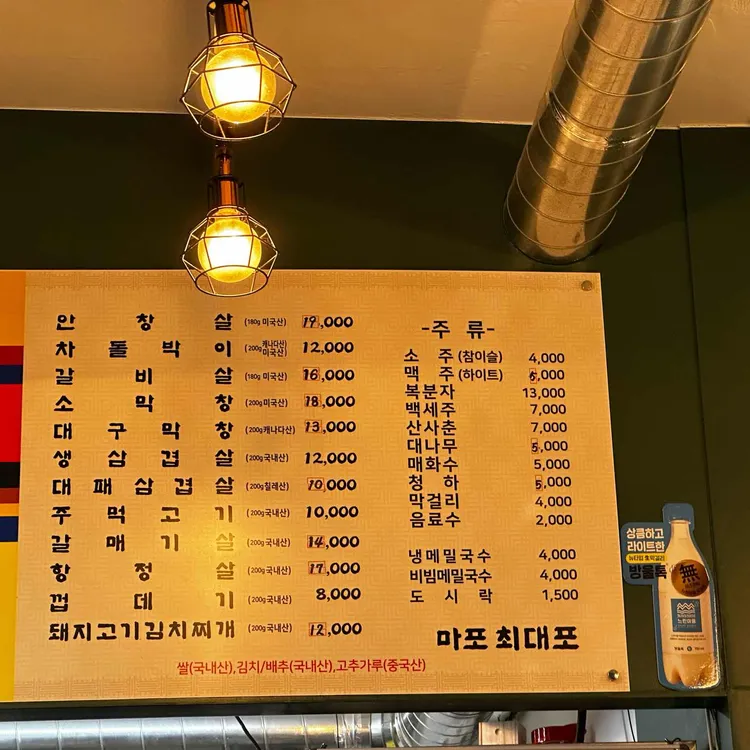 안창살 (180g 미국산) 19,000
차돌박이 (200g 캐나다산 미국산) 12,000
갈비살 (180g 미국산) 16,000
소막창 (200g 미국산) 18,000
대구막창 (200g 캐나다산) 13,000
생삼겹살 (200g 국내산) 12,000
대패삼겹살 (200g 칠레산) 10,000
주먹고기 (200g 국내산) 10,000
갈매기살 (200g 국내산) 14,000
항정살 (200g 국내산) 17,000
껍데기 (200g 국내산) 8,000
돼지고기김치찌개 (200g 국내산) 12,000
쌀(국내산),김치/배추(국내산),고추가루(중국산)
-주 류-
소 주 (참이슬) 4,000
맥 주 (하이트) 5,000
복분자 13,000
백세주 7,000
산사춘 7,000
대나무 5,000
매화수 5,000
청 하 5,000
막걸리 4,000
음료수 2,000
냉메밀국수 4,000
비빔메밀국수 4,000
도 시 락 1,500
마포 최대포
상큼하고
라이트한
방울톡
無
느린마을